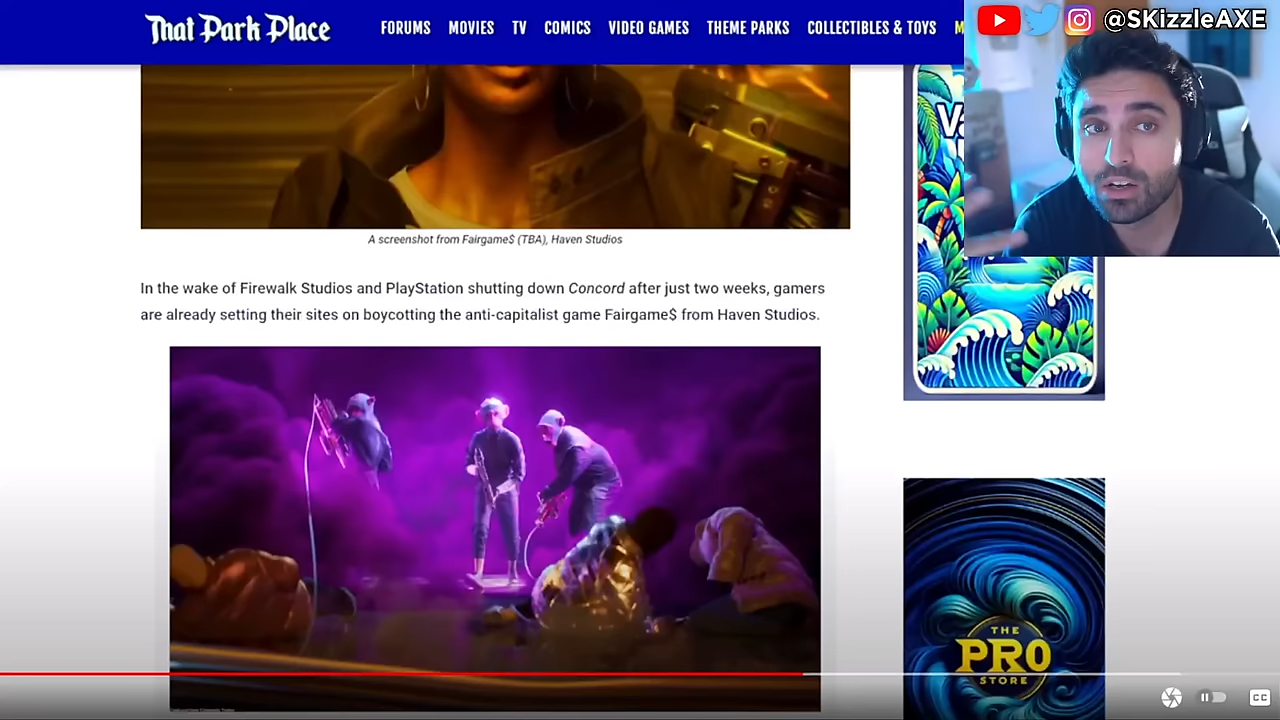 That Park Place
FORUMS MOVIES TV COMICS VIDEO GAMES THEME PARKS COLLECTIBLES & TOYS
@SKizzleAXE
A screenshot from Fairgame$ (TBA), Haven Studios
In the wake of Firewalk Studios and PlayStation shutting down Concord after just two weeks, gamers
are already setting their sites on boycotting the anti-capitalist game Fairgame$ from Haven Studios.
THE
PRO
STORE
CC